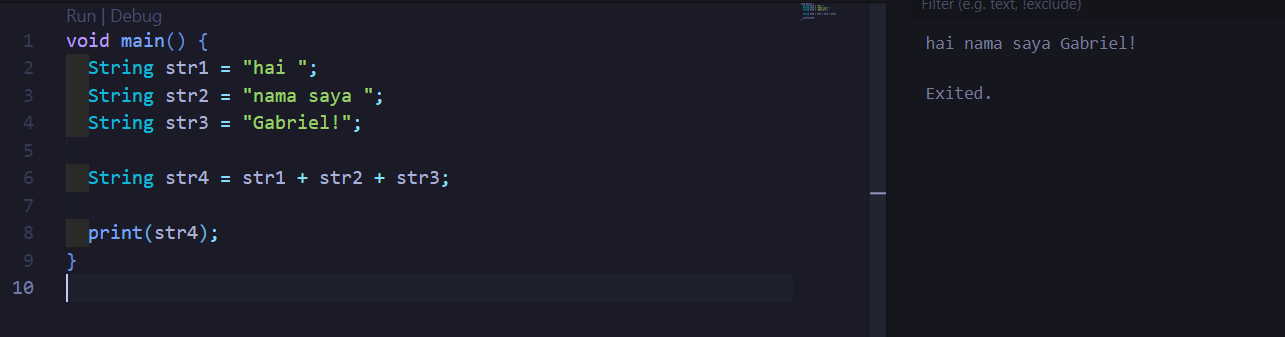 Run | Debug
1 void main() {
2   String str1 = "hai ";
3   String str2 = "nama saya ";
4   String str3 = "Gabriel!";
5
6   String str4 = str1 + str2 + str3;
7
8   print(str4);
9 }
10
Filter (e.g. text, !exclude)
hai nama saya Gabriel!
Exited.